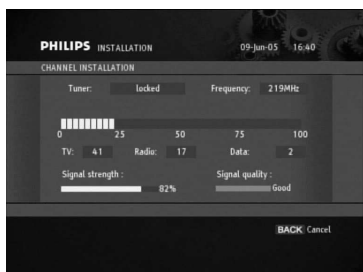 PHILIPS INSTALLATION 09-Jun-05 16:40
CHANNEL INSTALLATION
Tuner: locked Frequency: 219MHz
0 25 50 75 100
TV: 41 Radio: 17 Data: 2
Signal strength : Signal quality :
82% Good
BACK Cancel